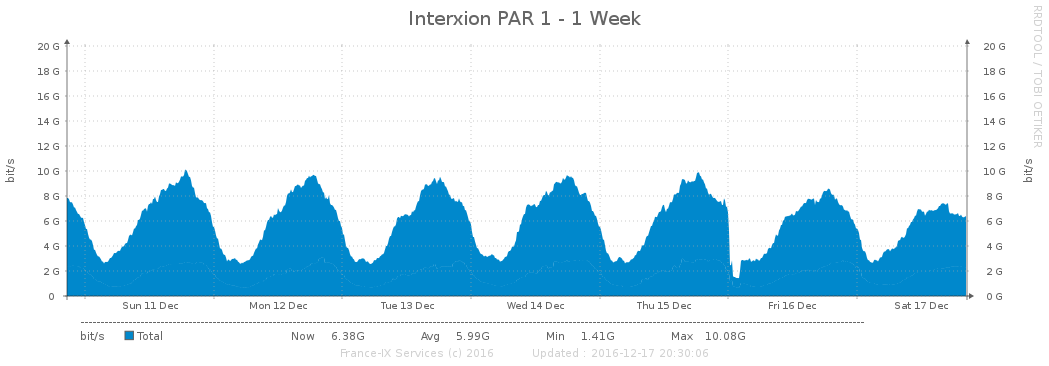 Interxion PAR 1 - 1 Week
RRDTOOL / TOBI OETIKER
bit/s
bit/s
20 G 20 G
18 G 18 G
16 G 16 G
14 G 14 G
12 G 12 G
10 G 10 G
8 G 8 G
6 G 6 G
4 G 4 G
2 G 2 G
0 0 G
Sun 11 Dec Mon 12 Dec Tue 13 Dec Wed 14 Dec Thu 15 Dec Fri 16 Dec Sat 17 Dec
bit/s Total Now 6.38G Avg 5.99G Min 1.41G Max 10.08G
France-IX Services (c) 2016 Updated : 2016-12-17 20:30:06